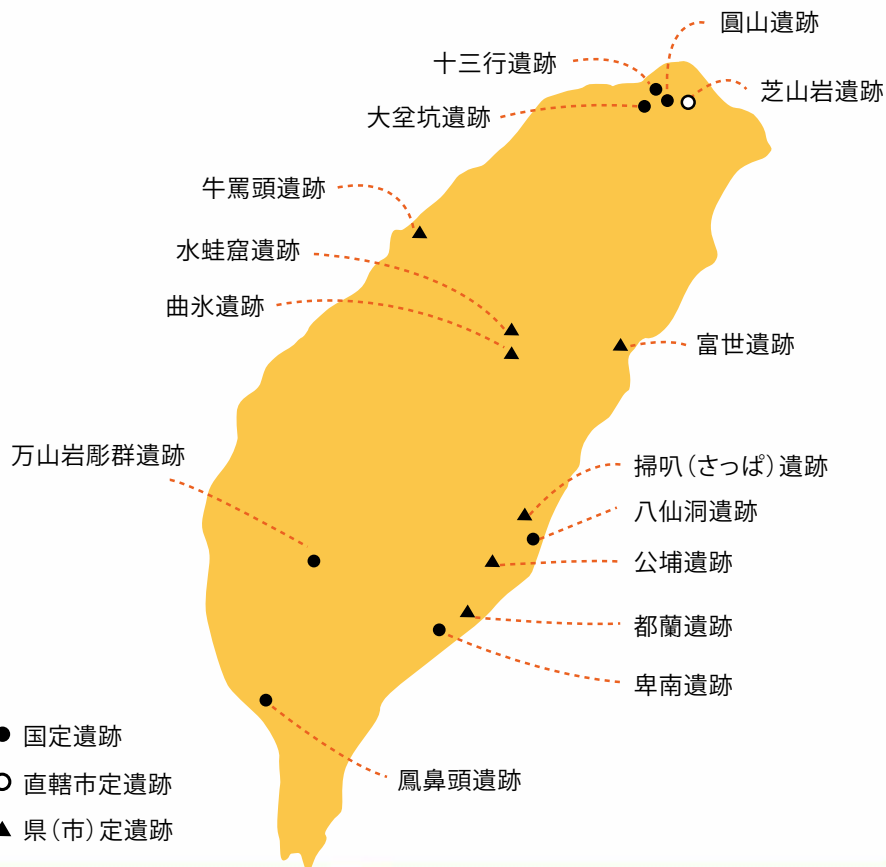 圓山遺跡
十三行遺跡
芝山岩遺跡
大坌坑遺跡
牛罵頭遺跡
水蛙窟遺跡
曲氷遺跡
富世遺跡
万山岩彫群遺跡
掃叭(さっぱ)遺跡
八仙洞遺跡
公埔遺跡
都蘭遺跡
卑南遺跡
鳳鼻頭遺跡
国定遺跡
直轄市定遺跡
県(市)定遺跡